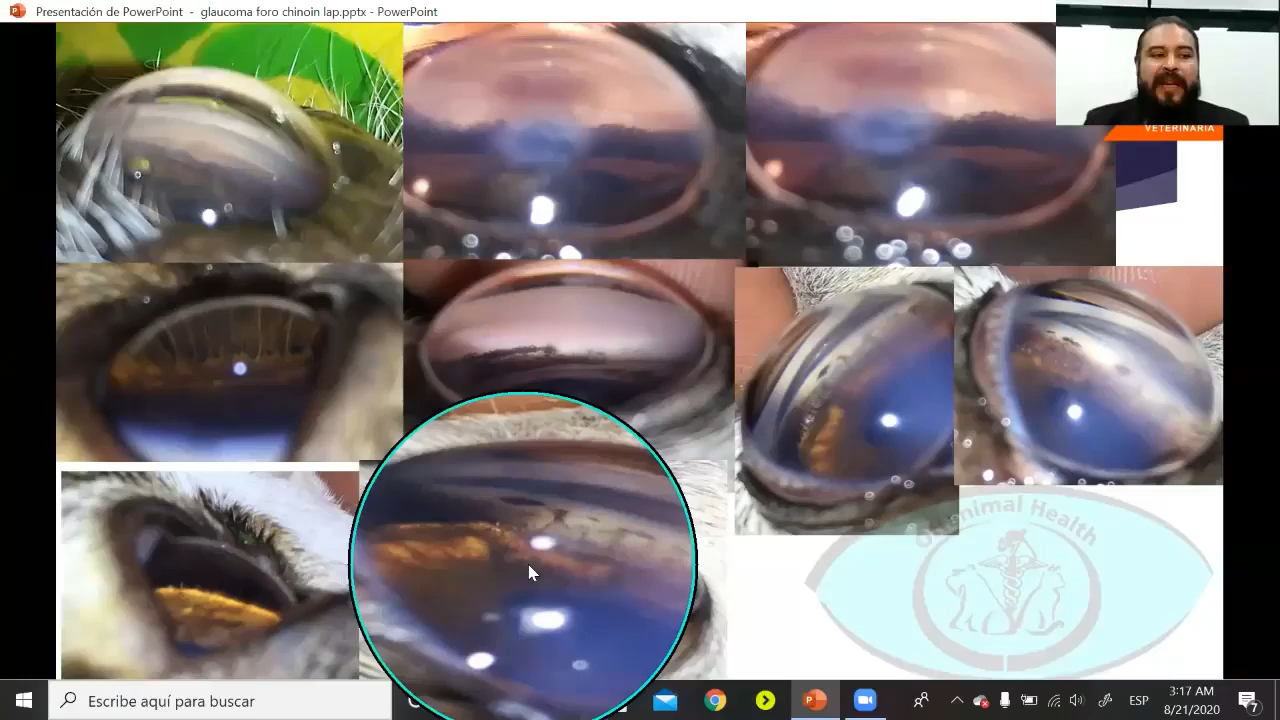 Presentación de PowerPoint - glaucoma foro chinoin lap.pptx - PowerPoint
VETERINARIA
Animal Health
Escribe aquí para buscar
ESP
3:17 AM
8/21/2020
7